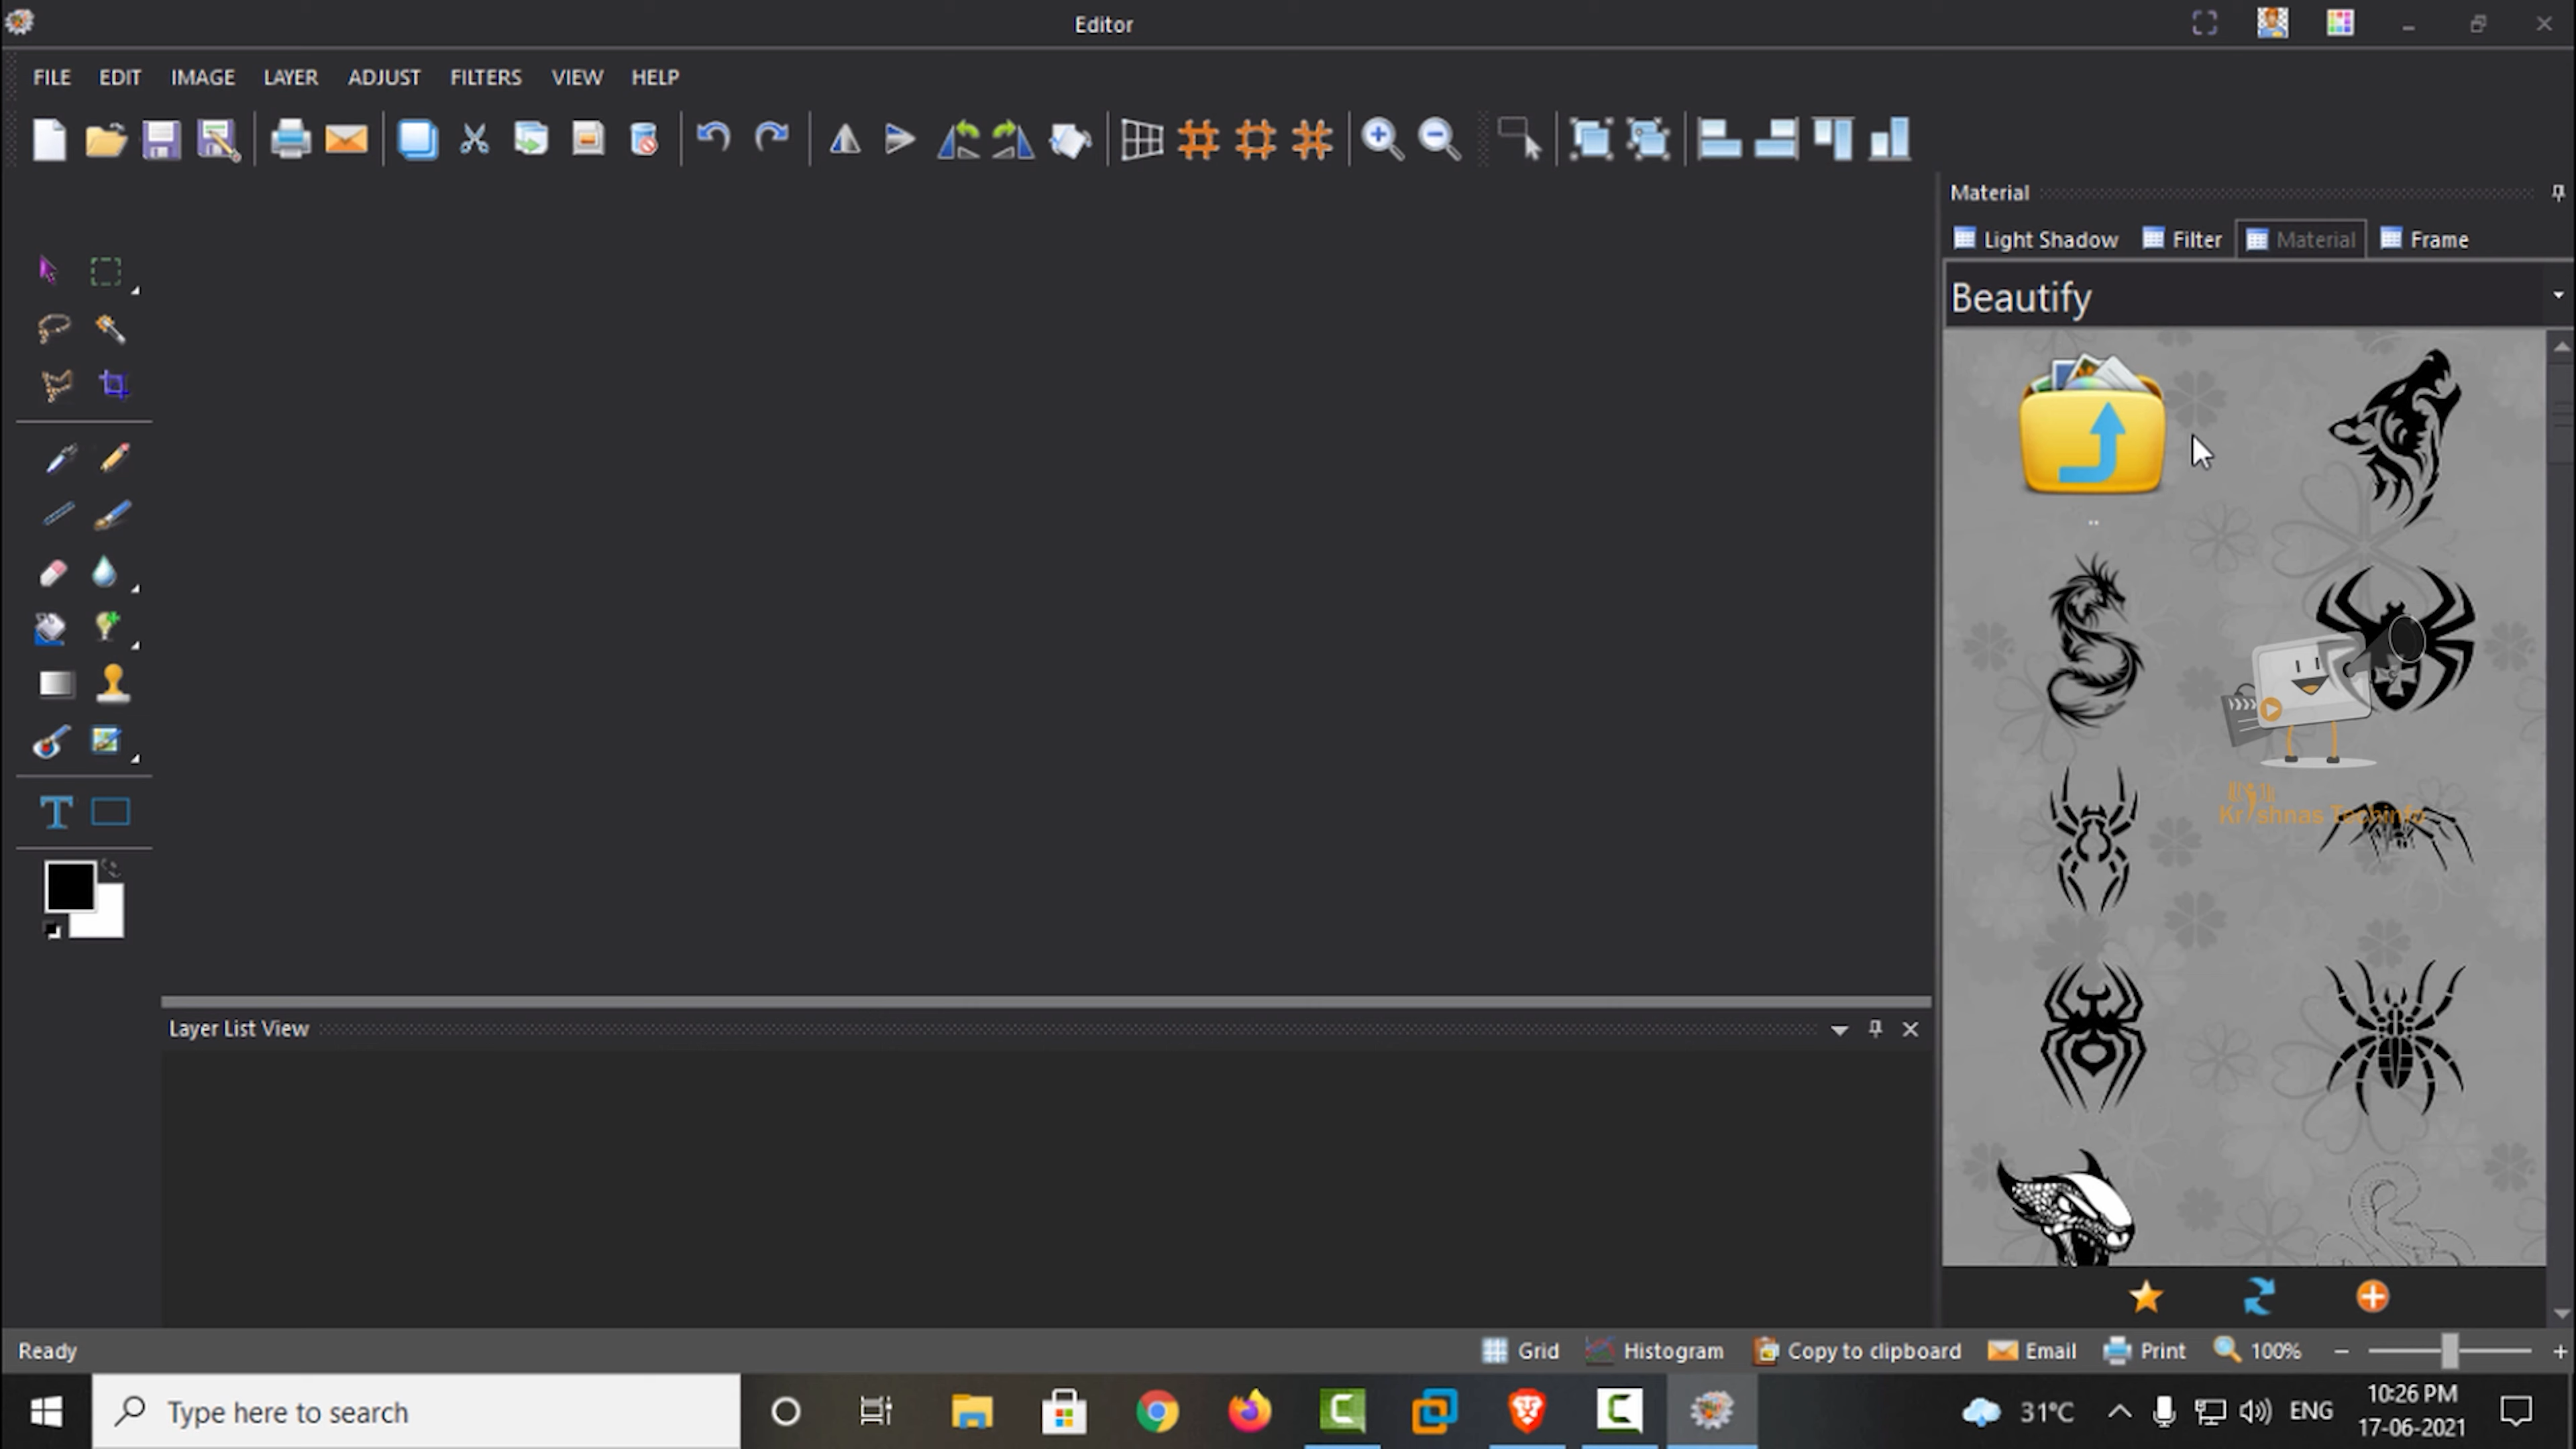 Editor
FILE EDIT IMAGE LAYER ADJUST FILTERS VIEW HELP
Material
Light Shadow Filter Material Frame
Beautify
..
Krishnas Techinfo
Layer List View
Ready
Grid Histogram Copy to clipboard Email Print 100%
Type here to search
31°C
ENG
10:26 PM
17-06-2021